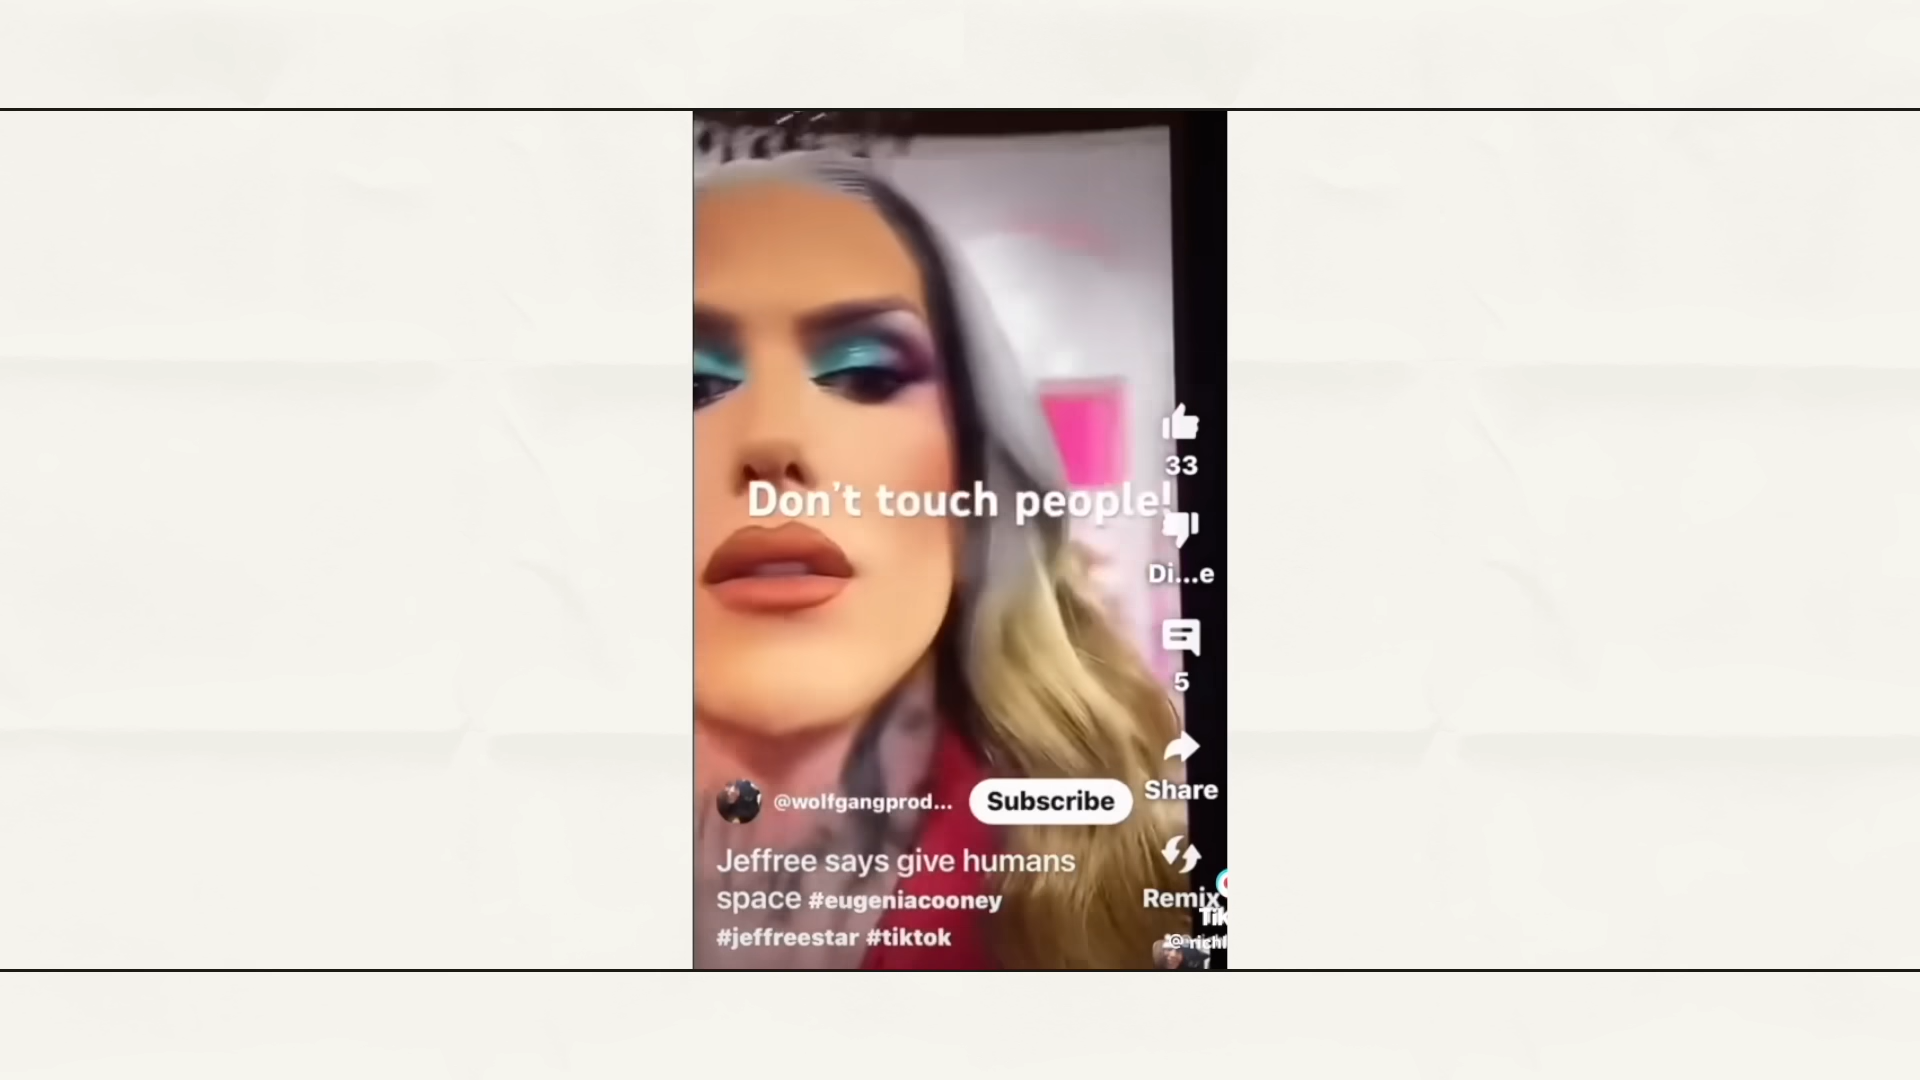 Don't touch people!
33
Di...e
5
Share
@wolfgangprod...
Subscribe
Jeffree says give humans
space #eugeniacooney
#jeffreestar #tiktok
Remix